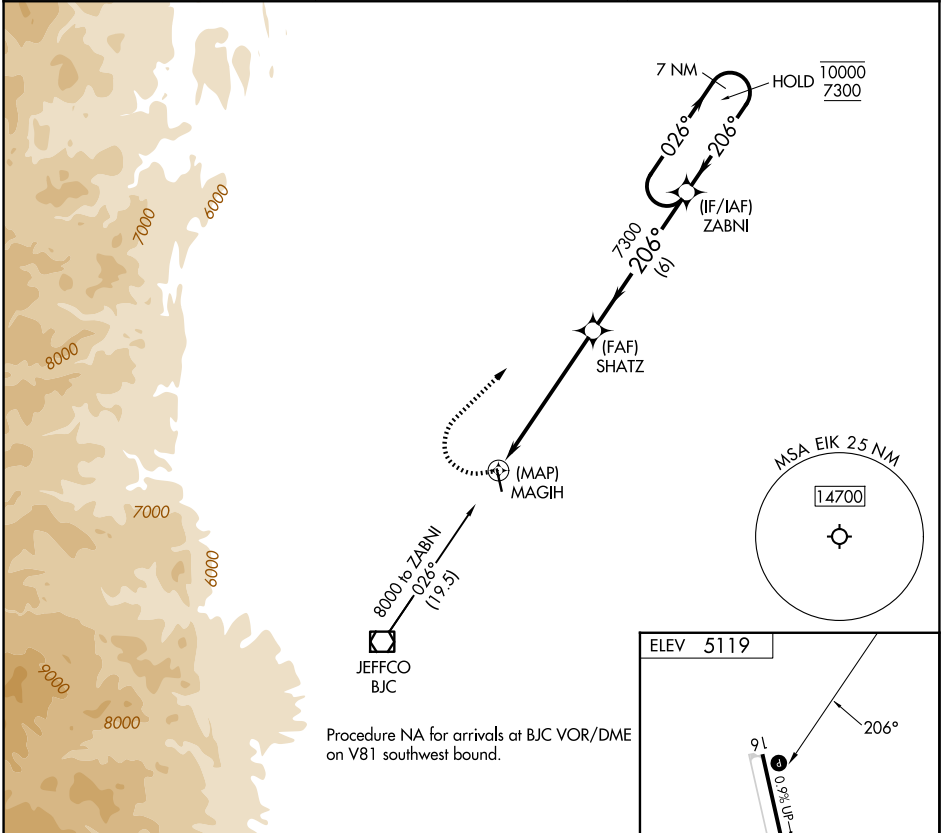 7 NM
HOLD
10000
7300
026°
206°
(IF/IAF)
ZABNI
7300
206°
(6)
6000
7000
8000
(FAF)
SHATZ
(MAP)
MAGIH
MSA EIK 25 NM
14700
7000
6000
8000 to ZABNI
026°
(19.5)
JEFFCO
BJC
9000
8000
Procedure NA for arrivals at BJC VOR/DME
on V81 southwest bound.
ELEV 5119
206°
16
P
0.9% UP